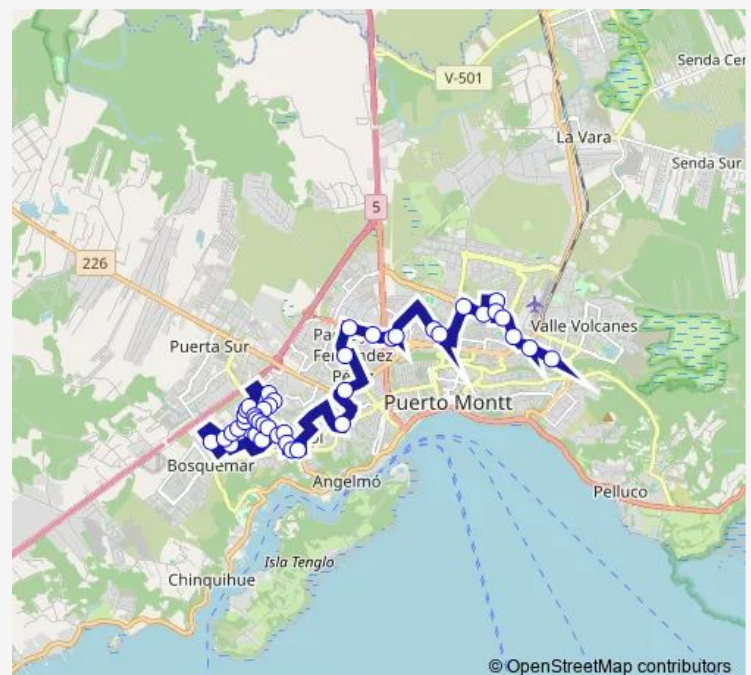 V-501
Senda Cer
La Vara
Senda Sur
5
226
Valle Volcanes
Puerta Sur
Puerto Montt
Bosquemar
Angelmó
Pelluco
Isla Tenglo
Chinquihue
© OpenStreetMap contributors